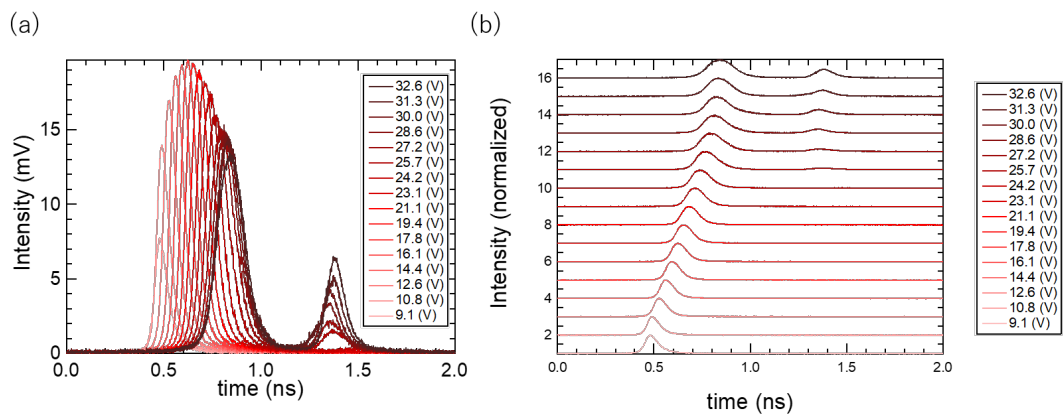 (a)
(b)
Intensity (mV)
15
10
5
0
0.0
0.5
1.0
1.5
2.0
time (ns)
32.6 (V)
31.3 (V)
30.0 (V)
28.6 (V)
27.2 (V)
25.7 (V)
24.2 (V)
23.1 (V)
21.1 (V)
19.4 (V)
17.8 (V)
16.1 (V)
14.4 (V)
12.6 (V)
10.8 (V)
9.1 (V)
Intensity (normalized)
16
14
12
10
8
6
4
2
0.0
0.5
1.0
1.5
2.0
time (ns)
32.6 (V)
31.3 (V)
30.0 (V)
28.6 (V)
27.2 (V)
25.7 (V)
24.2 (V)
23.1 (V)
21.1 (V)
19.4 (V)
17.8 (V)
16.1 (V)
14.4 (V)
12.6 (V)
10.8 (V)
9.1 (V)